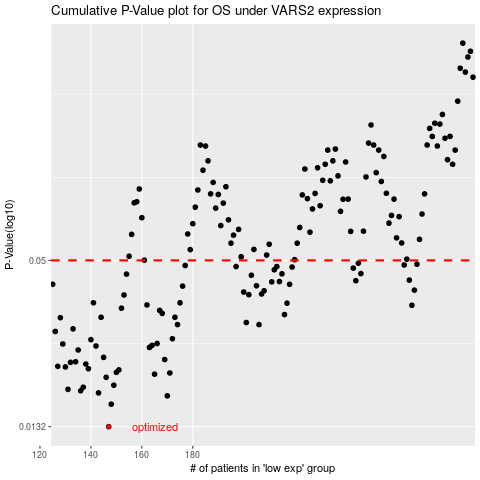 Cumulative P-Value plot for OS under VARS2 expression
P-Value(log10)
0.05
0.0132
optimized
120 140 160 180
# of patients in 'low exp' group